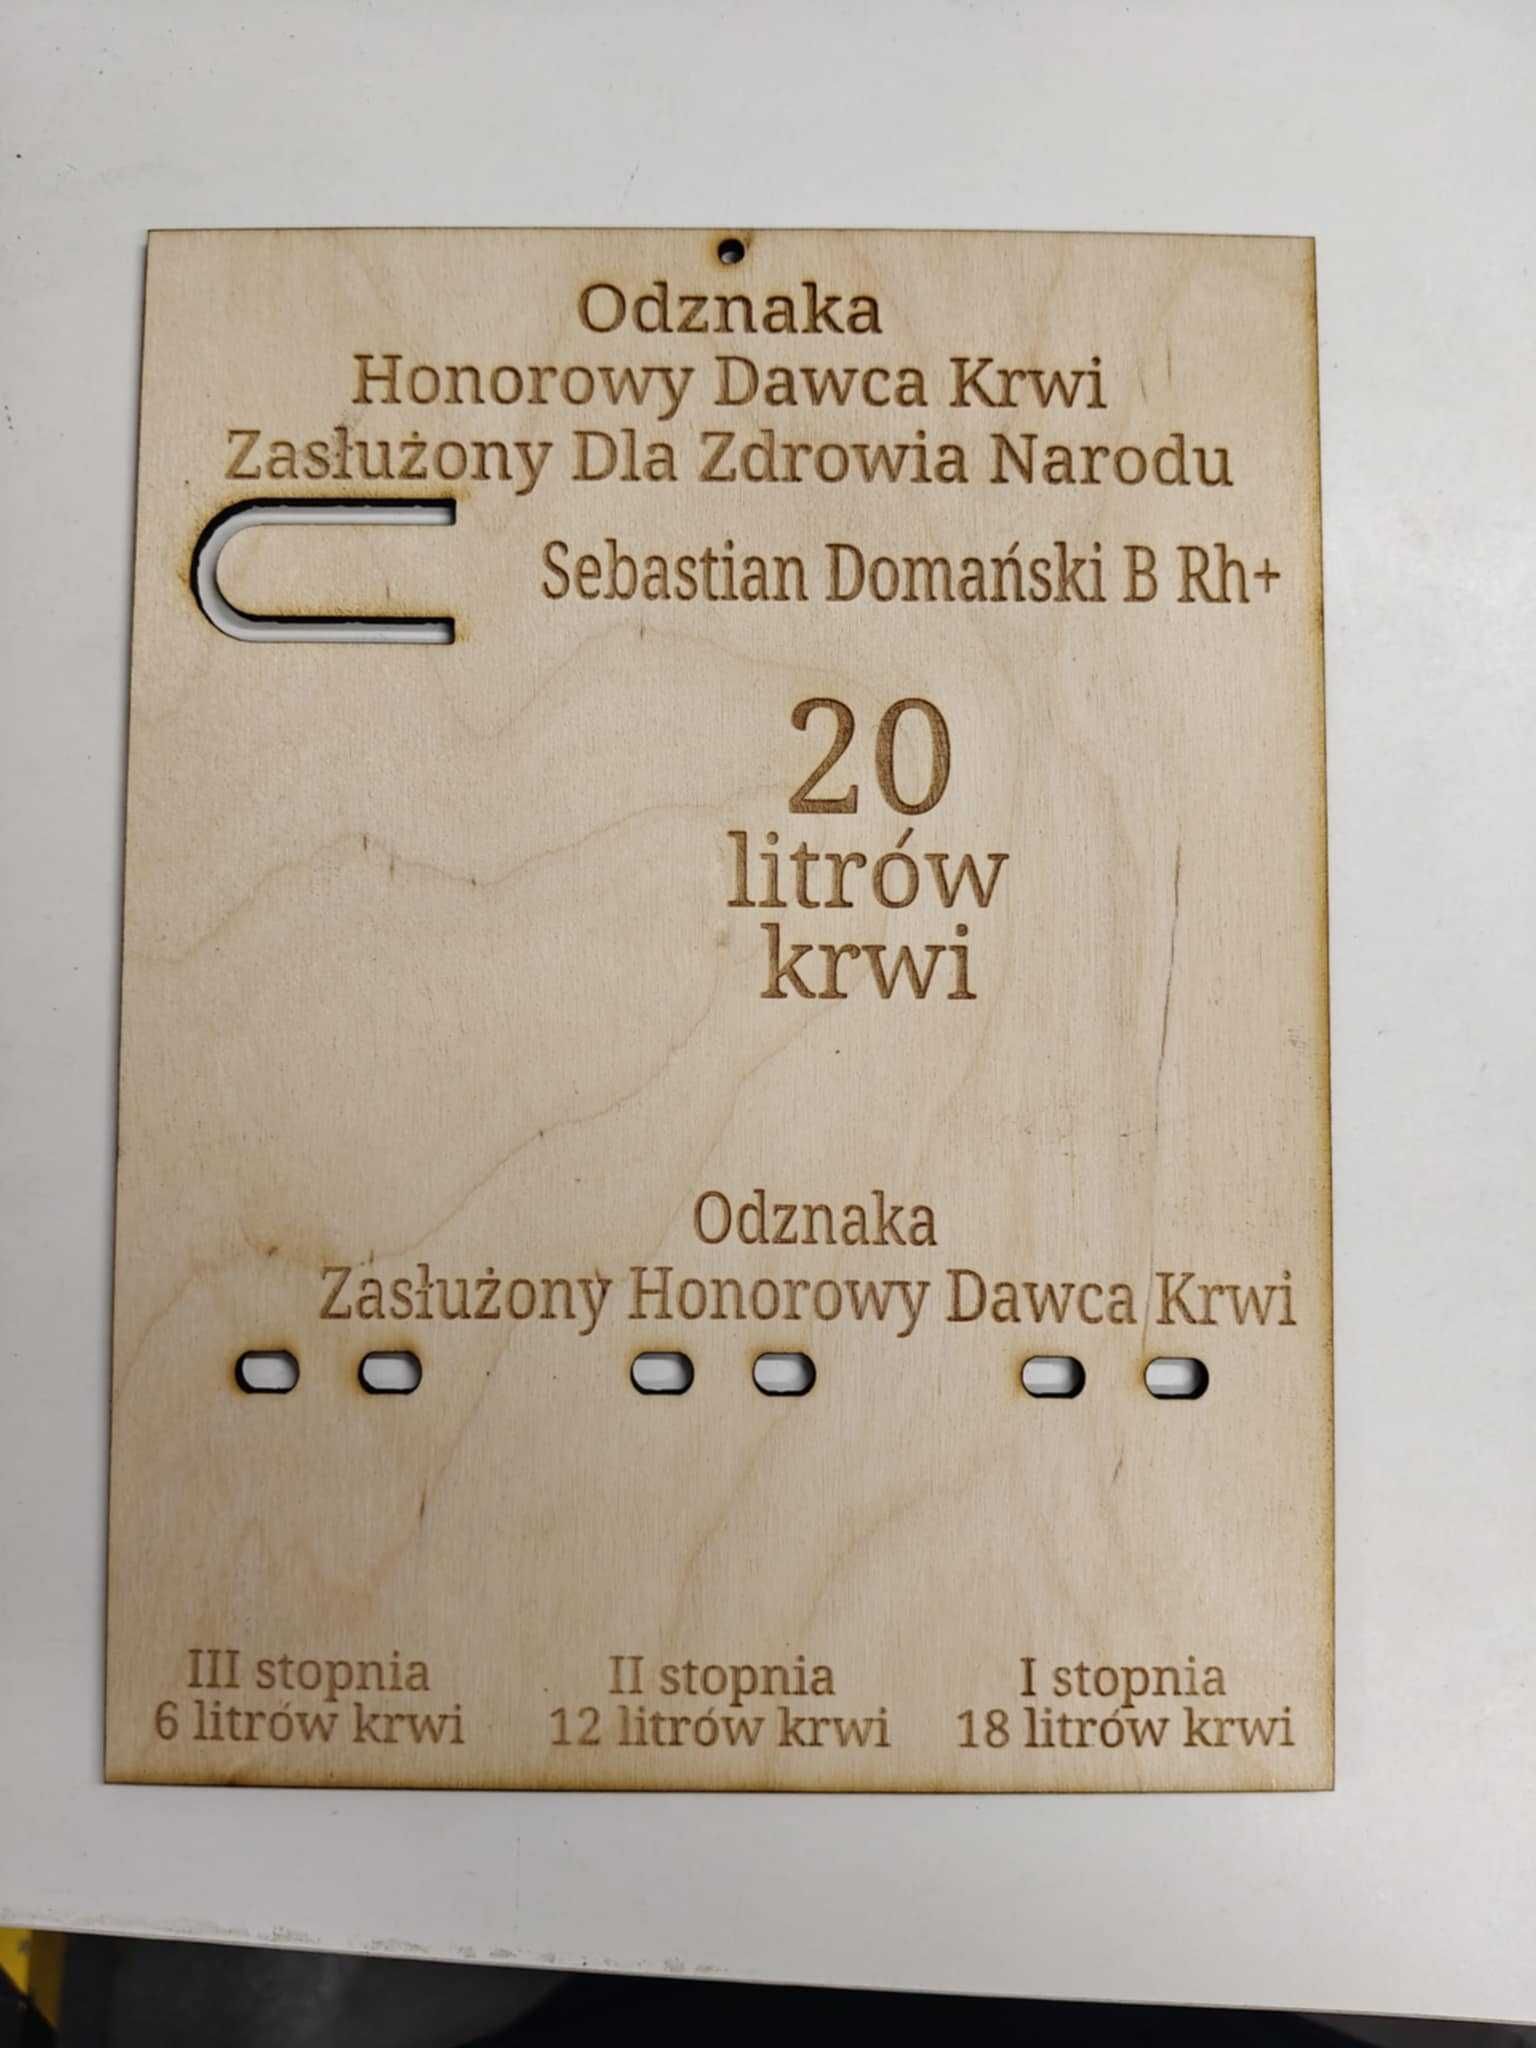 Odznaka
Honorowy Dawca Krwi
Zasłużony Dla Zdrowia Narodu
Sebastian Domański B Rh+
20
litrów
krwi
Odznaka
Zasłużony Honorowy Dawca Krwi
III stopnia
6 litrów krwi
II stopnia
12 litrów krwi
I stopnia
18 litrów krwi